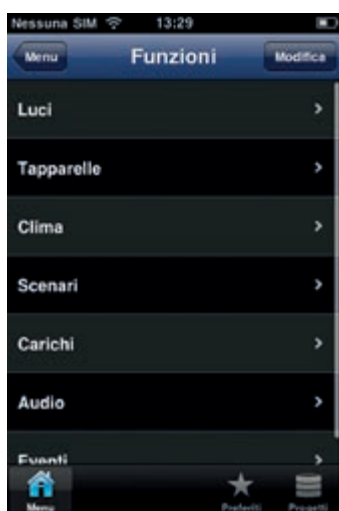 Nessuna SIM 13:29
Menu Funzioni Modifica
Luci
Tapparelle
Clima
Scenari
Carichi
Audio
Eventi
Menu Preferiti Progetti